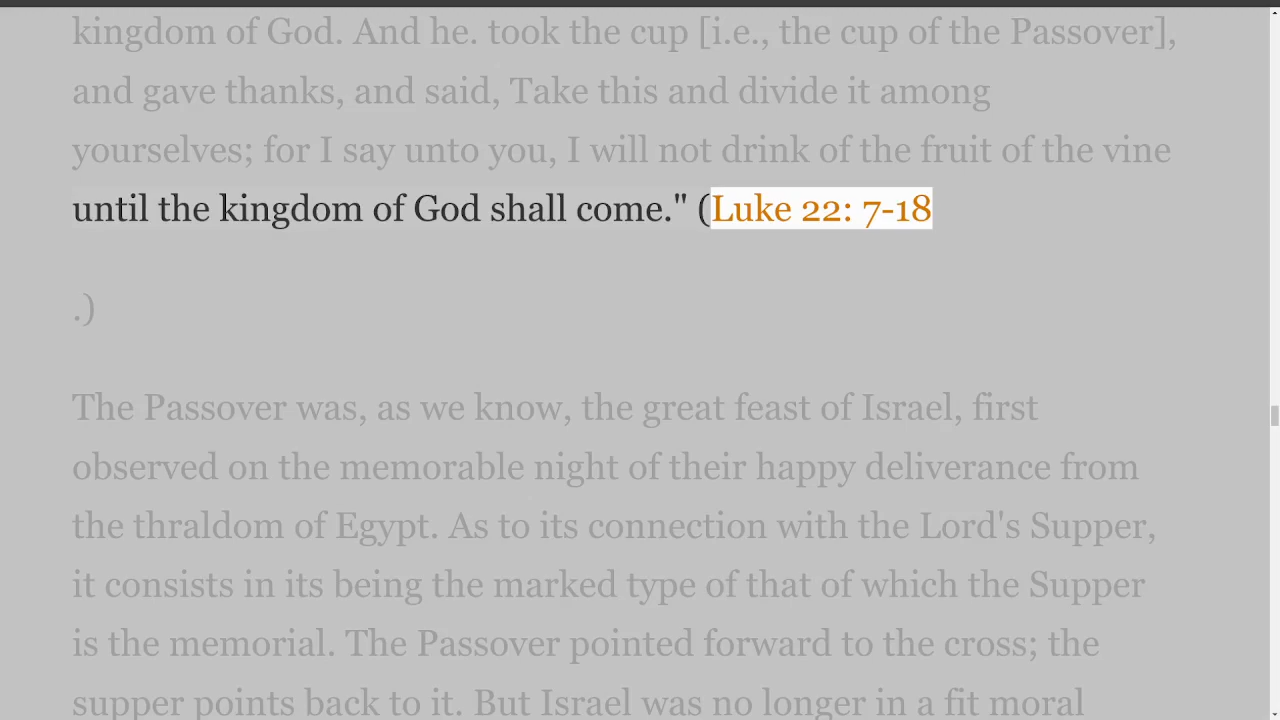 kingdom of God. And he. took the cup [i.e., the cup of the Passover],
and gave thanks, and said, Take this and divide it among
yourselves; for I say unto you, I will not drink of the fruit of the vine
until the kingdom of God shall come." (Luke 22: 7-18
.)
The Passover was, as we know, the great feast of Israel, first
observed on the memorable night of their happy deliverance from
the thraldom of Egypt. As to its connection with the Lord's Supper,
it consists in its being the marked type of that of which the Supper
is the memorial. The Passover pointed forward to the cross; the
supper points back to it. But Israel was no longer in a fit moral